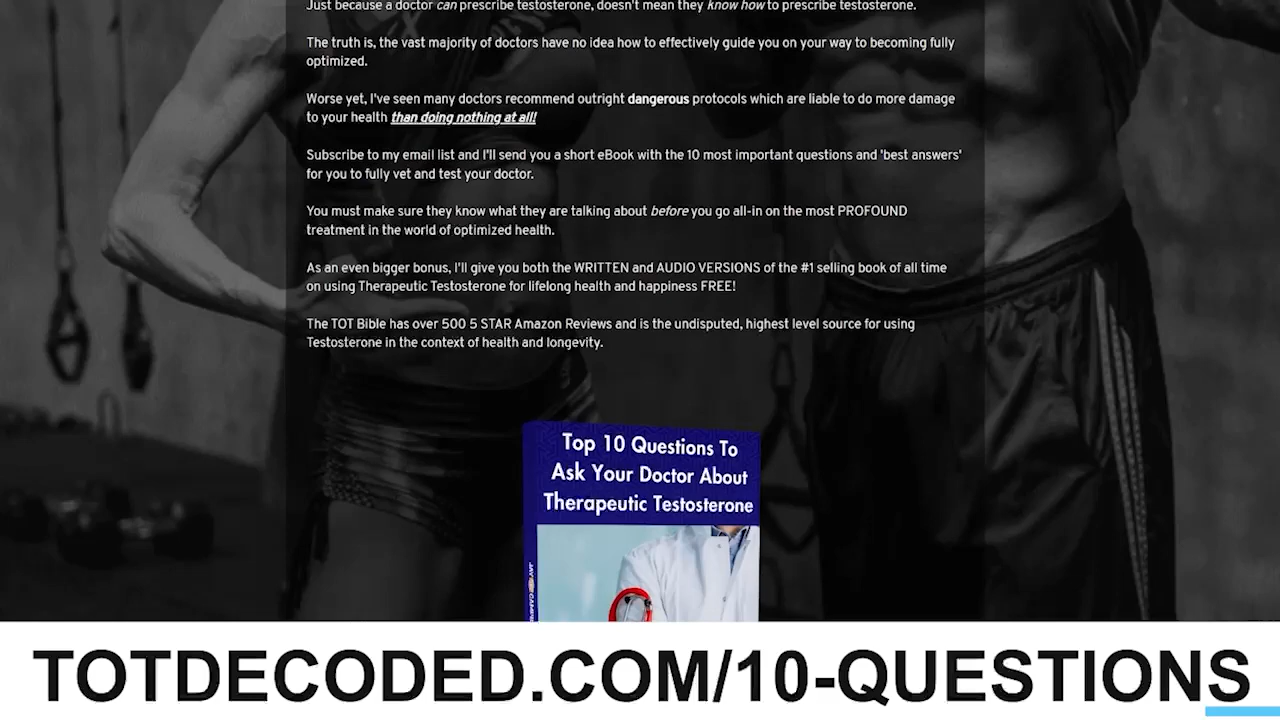 Just because a doctor can prescribe testosterone, doesn't mean they know how to prescribe testosterone.
The truth is, the vast majority of doctors have no idea how to effectively guide you on your way to becoming fully
optimized.
Worse yet, I've seen many doctors recommend outright dangerous protocols which are liable to do more damage
to your health than doing nothing at all!
Subscribe to my email list and I'll send you a short eBook with the 10 most important questions and 'best answers'
for you to fully vet and test your doctor.
You must make sure they know what they are talking about before you go all-in on the most PROFOUND
treatment in the world of optimized health.
As an even bigger bonus, I'll give you both the WRITTEN and AUDIO VERSIONS of the #1 selling book of all time
on using Therapeutic Testosterone for lifelong health and happiness FREE!
The TOT Bible has over 500 5 STAR Amazon Reviews and is the undisputed, highest level source for using
Testosterone in the context of health and longevity.
Top 10 Questions To
Ask Your Doctor About
Therapeutic Testosterone
TOTDECODED.COM/10-QUESTIONS